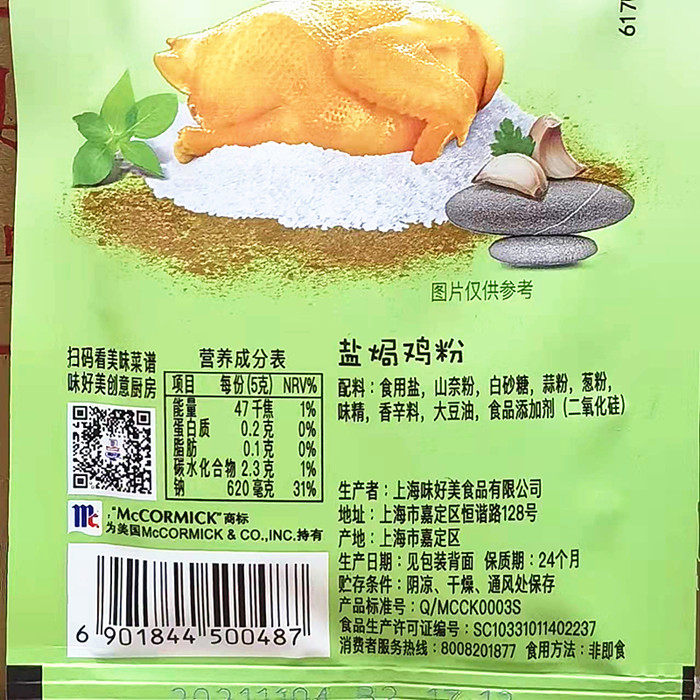 617
图片仅供参考
扫码看美味菜谱
味好美创意厨房
营养成分表
项目 每份(5克) NRV%
能量 47千焦 1%
蛋白质 0.2克 0%
脂肪 0.1克 0%
碳水化合物 2.3克 1%
钠 620毫克 31%
Mc
,"McCORMICK"商标
为美国McCORMICK & CO.,INC.持有
6 901844 500487
盐焗鸡粉
配料：食用盐，山奈粉，白砂糖，蒜粉，葱粉，
味精，香辛料，大豆油，食品添加剂（二氧化硅）
生产者：上海味好美食品有限公司
地址：上海市嘉定区恒谐路128号
产地：上海市嘉定区
生产日期：见包装背面 保质期：24个月
贮存条件：阴凉、干燥、通风处保存
产品标准号：Q/MCCK0003S
食品生产许可证编号：SC10331011402237
消费者服务热线：8008201877 食用方法：非即食
20211104 B2 17:13